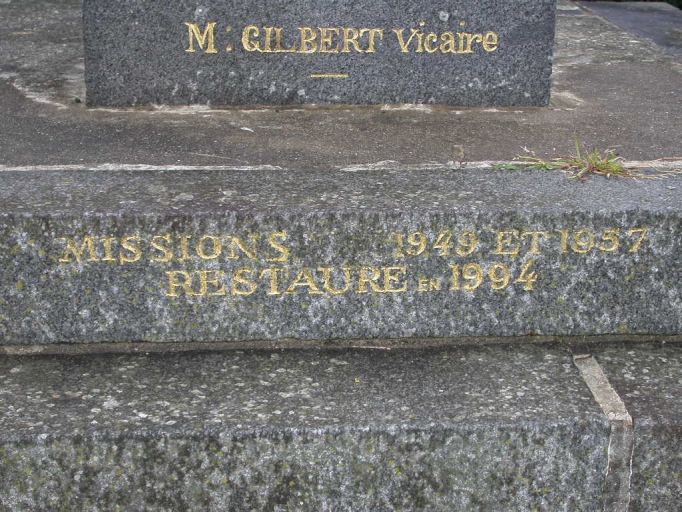 M: GILBERT Vicaire
MISSIONS 1949 ET 1957
RESTAURE EN 1994